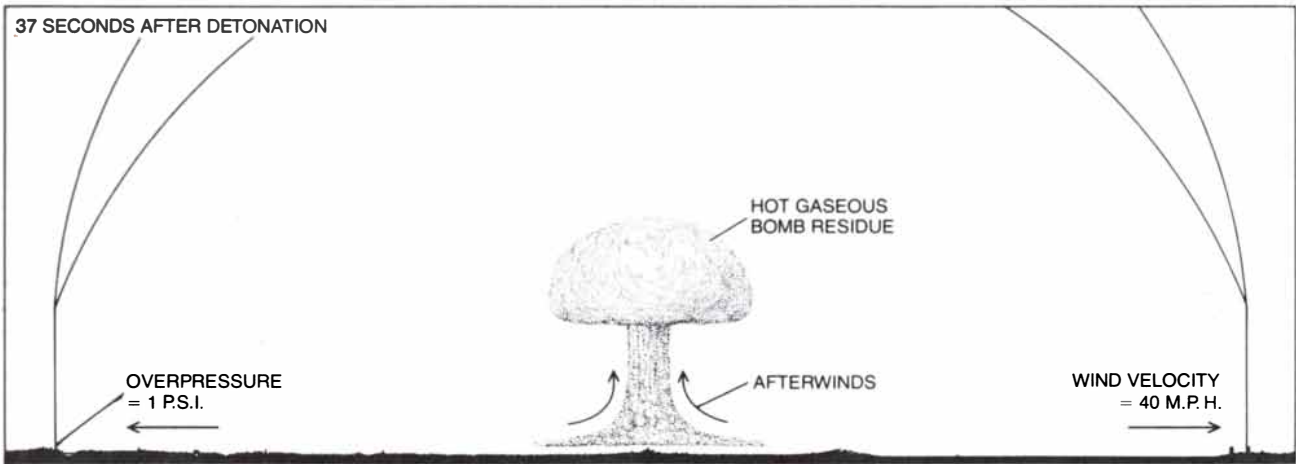 37 SECONDS AFTER DETONATION
HOT GASEOUS
BOMB RESIDUE
OVERPRESSURE
= 1 P.S.I.
AFTERWINDS
WIND VELOCITY
= 40 M.P.H.